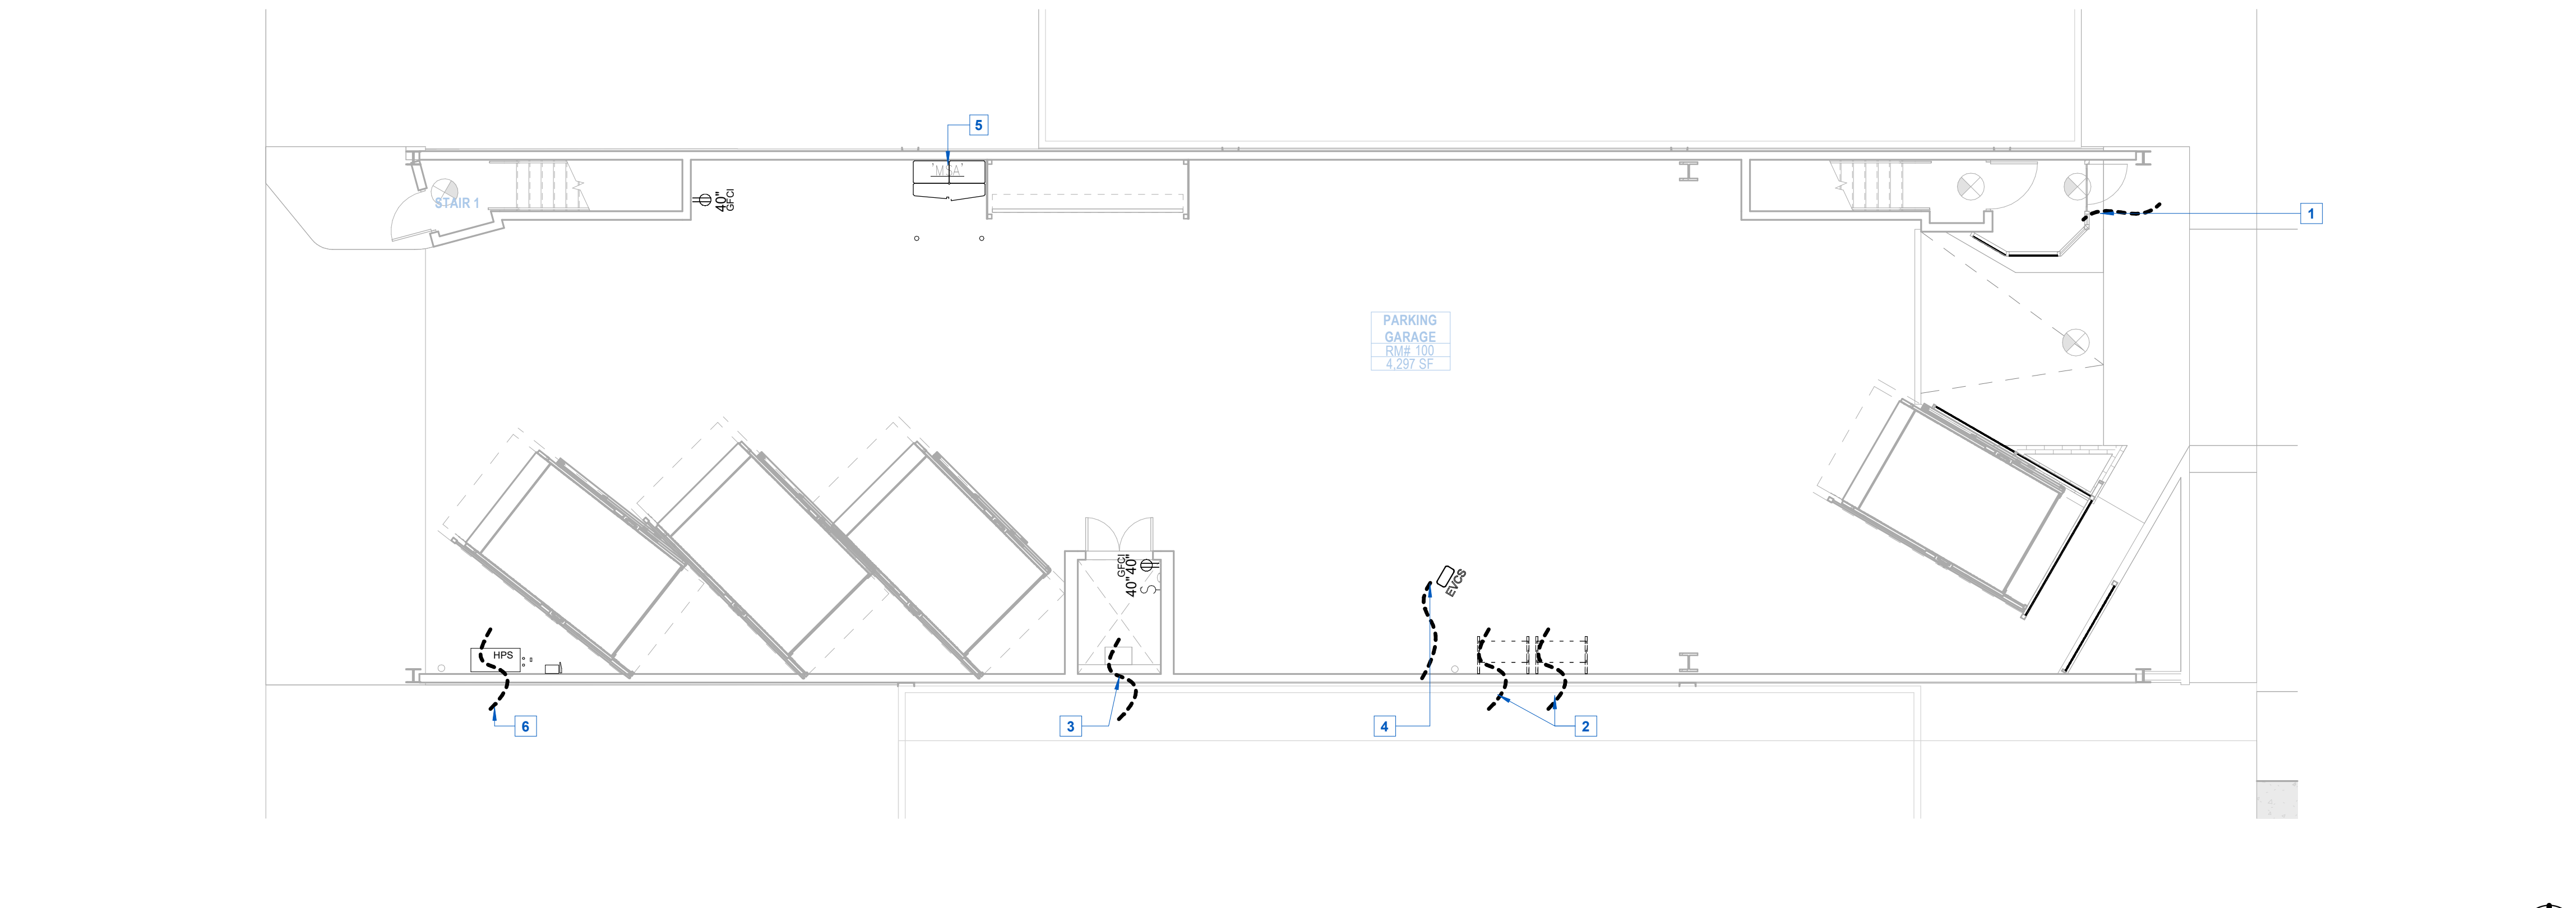 5
"MSA"
STAIR 1
40"
GFCI
1
PARKING
GARAGE
RM# 100
4,297 SF
GFCI
40"
40"
S
EVCS
HPS
6
3
4
2